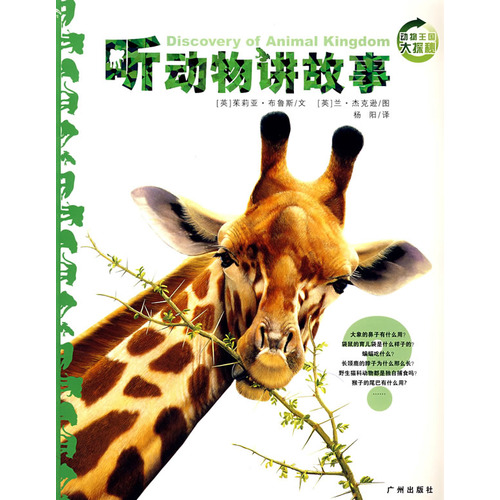 Discovery of Animal Kingdom
动物王国
大探秘
听动物讲故事
[英]茱莉亚·布鲁斯/文 [英]兰·杰克逊/图
杨 阳/译
大象的鼻子有什么用?
袋鼠的育儿袋是什么样子的?
蝙蝠吃什么?
长颈鹿的脖子为什么那么长?
野生猫科动物都是独自捕食吗?
猴子的尾巴有什么用?
……
广州出版社